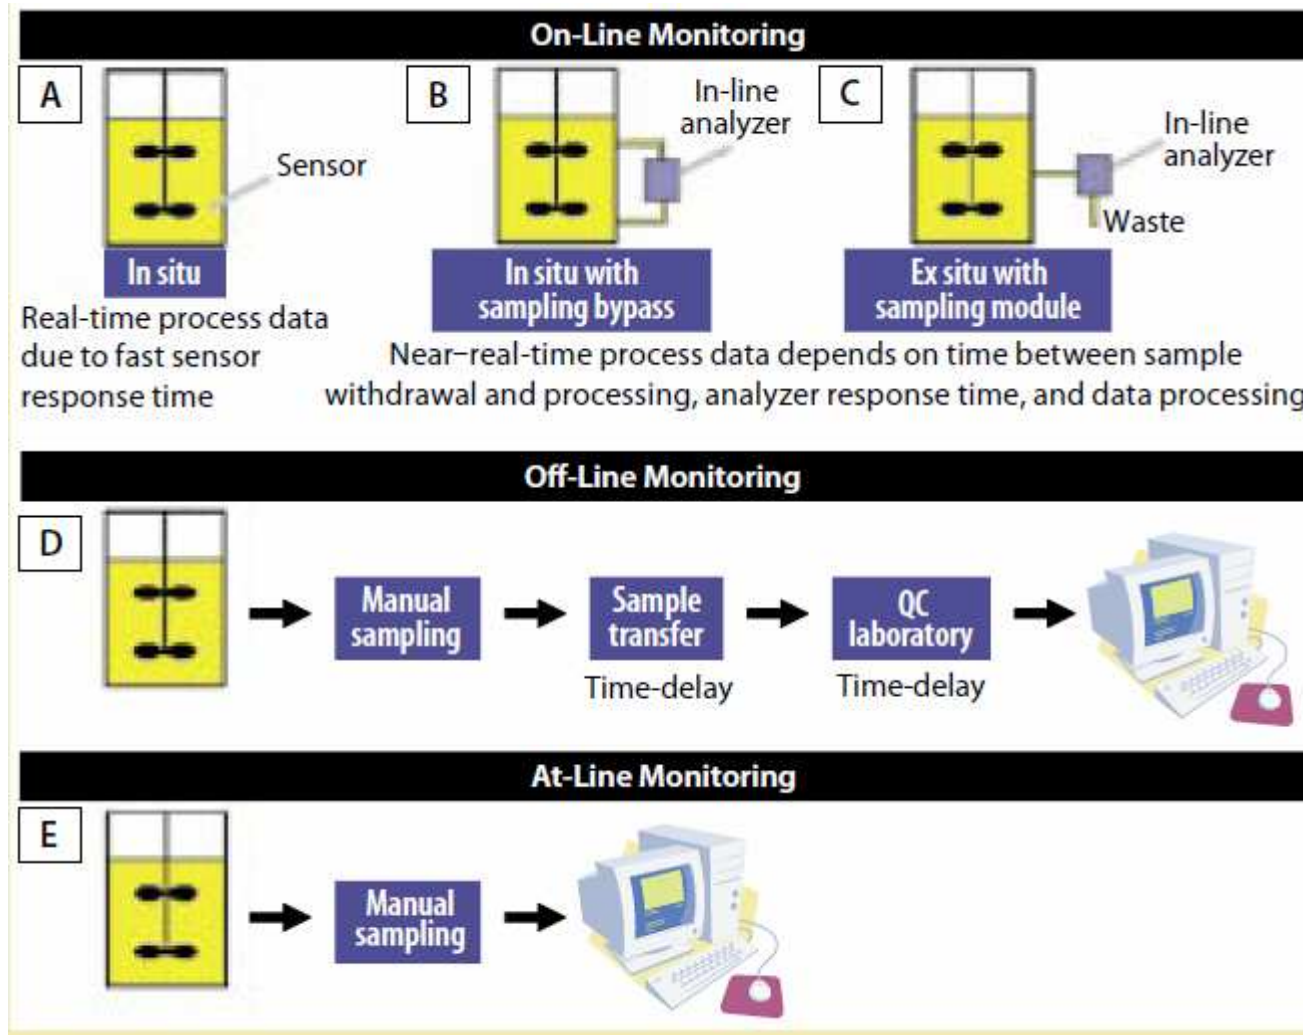 On-Line Monitoring
A
Sensor
In situ
Real-time process data
due to fast sensor
response time
B
In-line
analyzer
In situ with
sampling bypass
C
In-line
analyzer
Waste
Ex situ with
sampling module
Near–real-time process data depends on time between sample
withdrawal and processing, analyzer response time, and data processing
Off-Line Monitoring
D
Manual
sampling
Sample
transfer
Time-delay
QC
laboratory
Time-delay
At-Line Monitoring
E
Manual
sampling